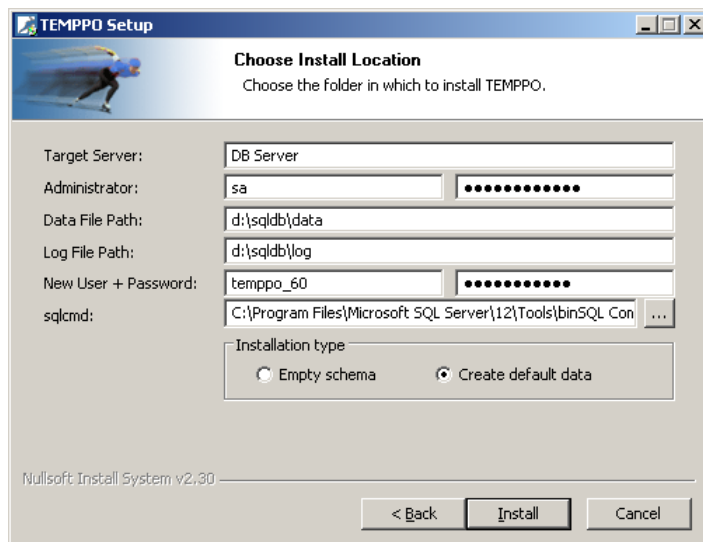 TEMPPO Setup
Choose Install Location
Choose the folder in which to install TEMPPO.
Target Server: DB Server
Administrator: sa ●●●●●●●●●●●●
Data File Path: d:\sqldb\data
Log File Path: d:\sqldb\log
New User + Password: temppo_60 ●●●●●●●●●●●
sqlcmd: C:\Program Files\Microsoft SQL Server\12\Tools\binSQL Con ...
Installation type
Empty schema Create default data
Nullsoft Install System v2.30
< Back Install Cancel